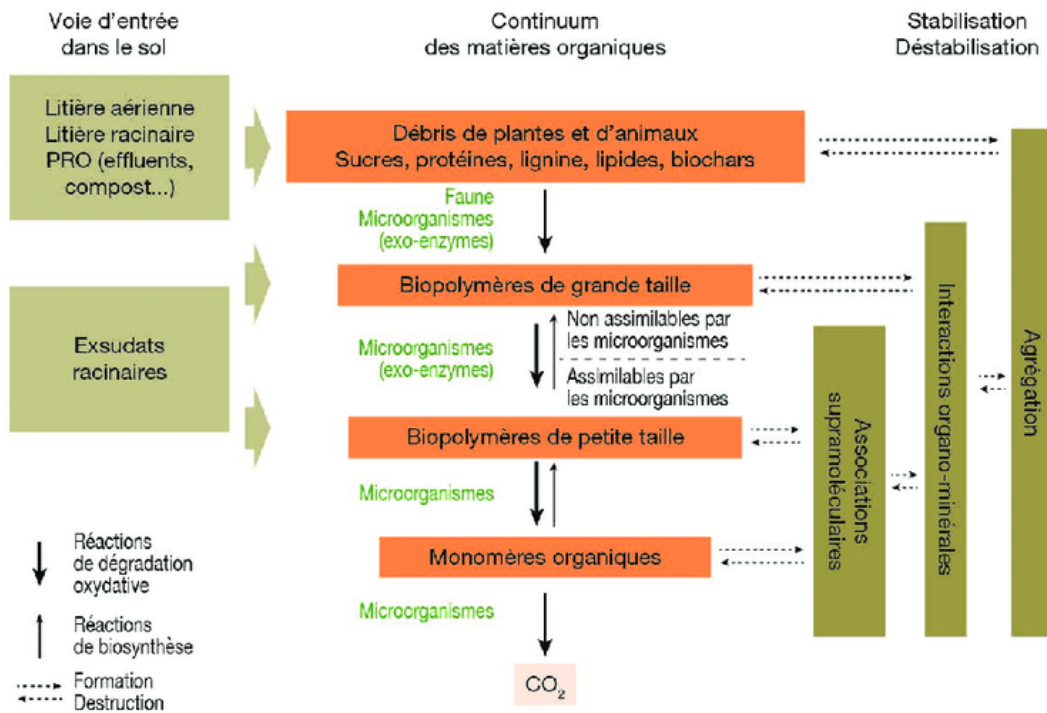 Voie d'entrée
dans le sol
Continuum
des matières organiques
Stabilisation
Déstabilisation
Litière aérienne
Litière racinaire
PRO (effluents,
compost...)
Débris de plantes et d'animaux
Sucres, protéines, lignine, lipides, biochars
Faune
Microorganismes
(exo-enzymes)
Biopolymères de grande taille
Exsudats
racinaires
Microorganismes
(exo-enzymes)
Non assimilables par
les microorganismes
Assimilables par
les microorganismes
Biopolymères de petite taille
Microorganismes
Monomères organiques
Microorganismes
CO₂
Associations
supramoléculaires
Interactions organo-minérales
Agrégation
Réactions
de dégradation
oxydative
Réactions
de biosynthèse
Formation
Destruction